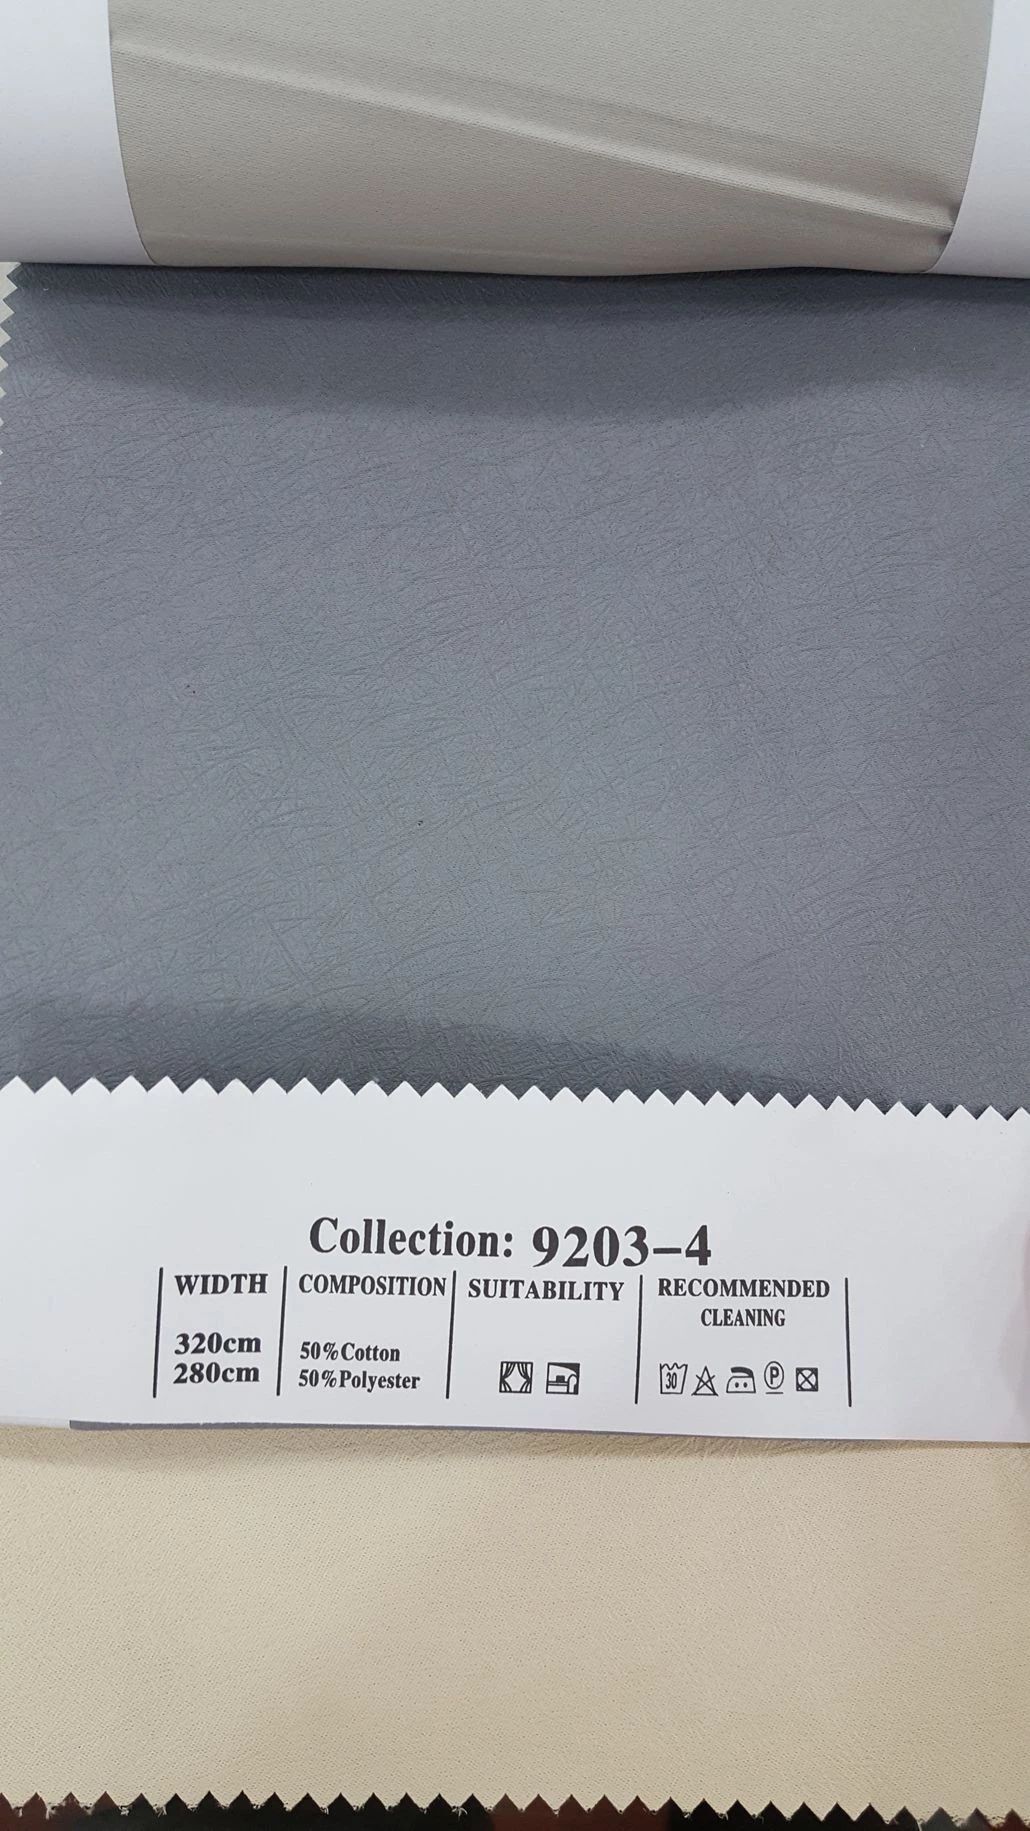 Collection: 9203-4
WIDTH
320cm
280cm
COMPOSITION
50%Cotton
50%Polyester
SUITABILITY
RECOMMENDED
CLEANING
30
P